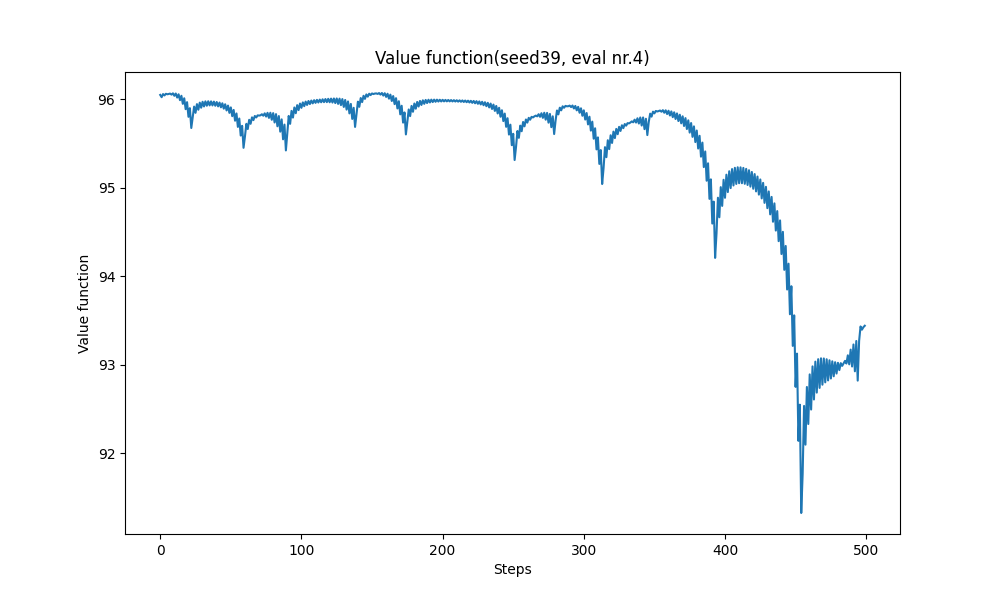 Value function(seed39, eval nr.4)
Value function
96
95
94
93
92
0 100 200 300 400 500
Steps